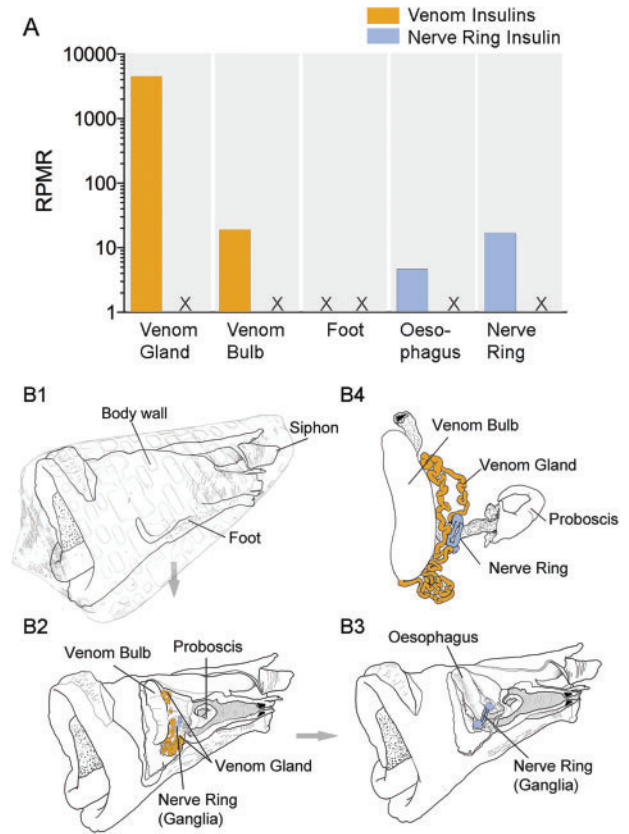 A
Venom Insulins
Nerve Ring Insulin
RPMR
10000
1000
100
10
1
X
X
X X
X
X
Venom
Gland
Venom
Bulb
Foot
Oeso-
phagus
Nerve
Ring
B1
Body wall
Siphon
Foot
B4
Venom Bulb
Venom Gland
Proboscis
Nerve Ring
B2
Venom Bulb
Proboscis
Venom Gland
Nerve Ring
(Ganglia)
B3
Oesophagus
Nerve Ring
(Ganglia)